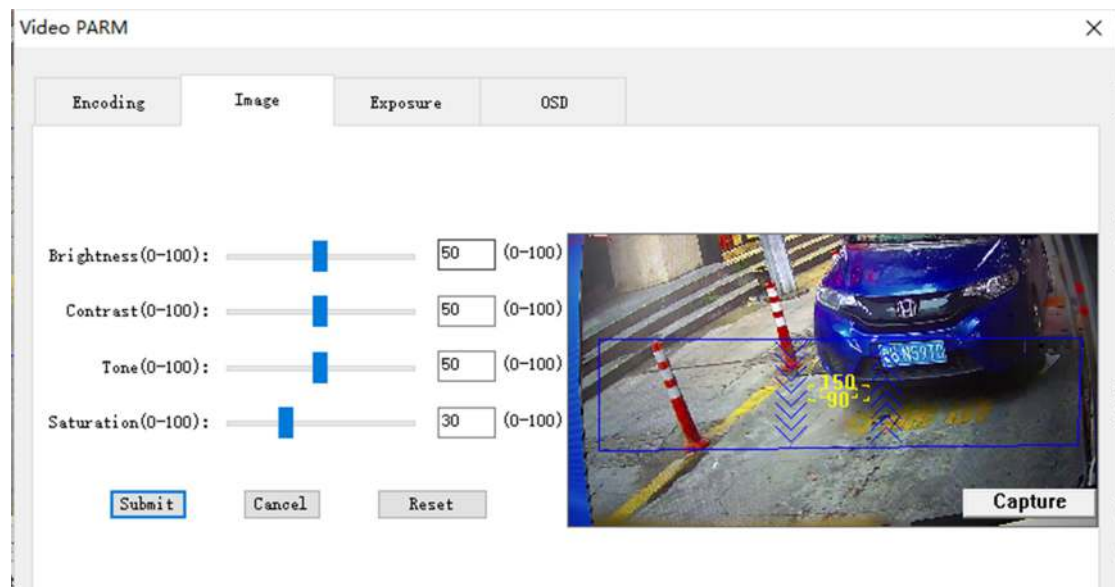 Video PARM
Encoding Image Exposure OSD
Brightness(0-100): 50 (0-100)
Contrast(0-100): 50 (0-100)
Tone(0-100): 50 (0-100)
Saturation(0-100): 30 (0-100)
150
90
Submit Cancel Reset
Capture